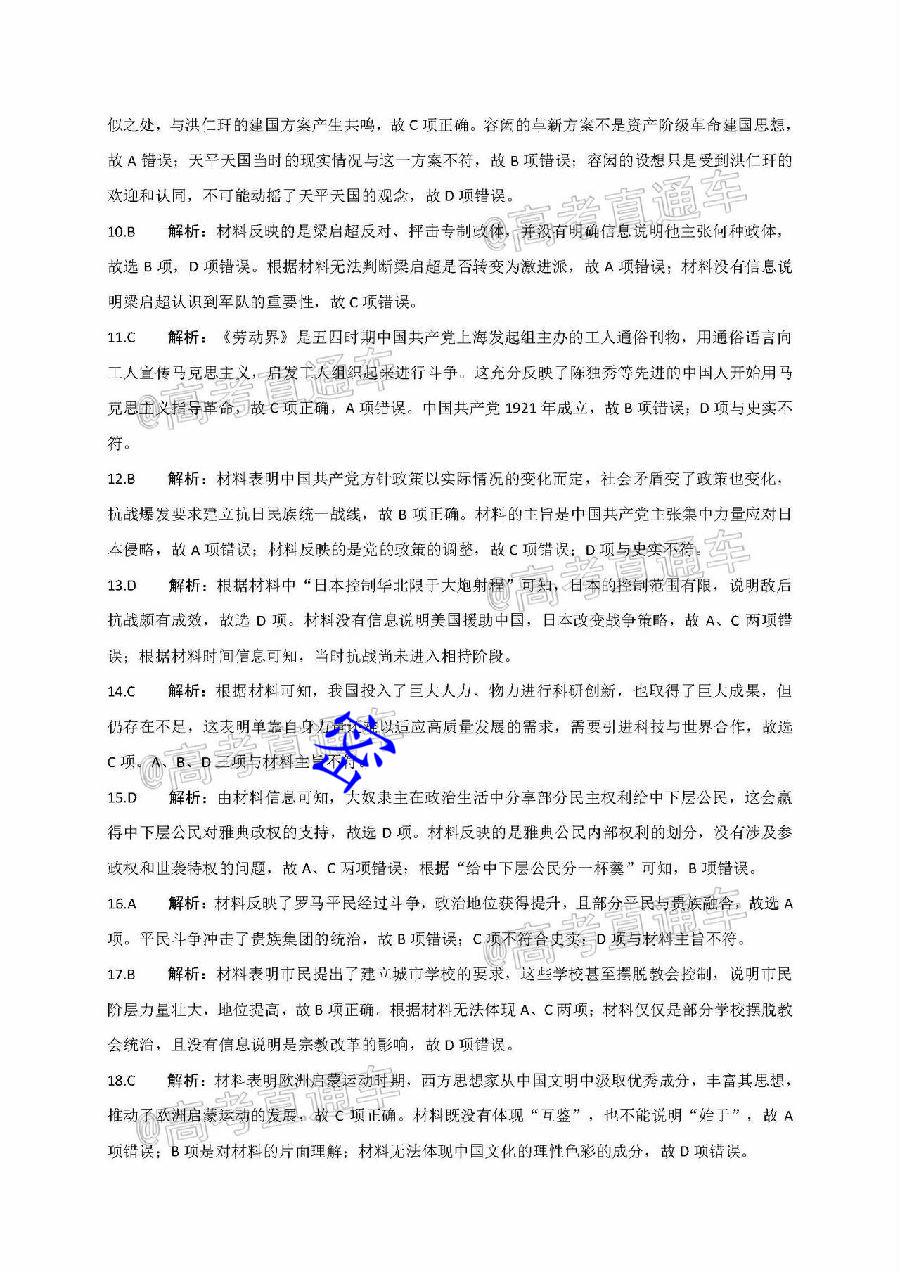 似之处，与洪仁玕的建国方案产生共鸣，故 C 项正确。容闳的革新方案不是资产阶级革命建国思想，
故 A 错误；天平天国当时的现实情况与这一方案不符，故 B 项错误；容闳的设想只是受到洪仁玕的
欢迎和认同，不可能动摇了天平天国的观念，故 D 项错误。
@高考直通车
10.B 解析：材料反映的是梁启超反对、抨击专制政体，并没有明确信息说明他主张何种政体，
故选 B 项，D 项错误。根据材料无法判断梁启超是否转变为激进派，故 A 项错误；材料没有信息说
明梁启超认识到军队的重要性，故 C 项错误。
11.C 解析：《劳动界》是五四时期中国共产党上海发起组主办的工人通俗刊物，用通俗语言向
工人宣传马克思主义，启发工人组织起来进行斗争。这充分反映了陈独秀等先进的中国人开始用马
@高考直通车
克思主义指导革命，故 C 项正确，A 项错误。中国共产党 1921 年成立，故 B 项错误；D 项与史实不
符。
12.B 解析：材料表明中国共产党方针政策以实际情况的变化而定，社会矛盾变了政策也变化，
抗战爆发要求建立抗日民族统一战线，故 B 项正确。材料的主旨是中国共产党主张集中力量应对日
本侵略，故 A 项错误；材料反映的是党的政策的调整，故 C 项错误；D 项与史实不符。
@高考直通车
13.D 解析：根据材料中“日本控制华北限于大炮射程”可知，日本的控制范围有限，说明敌后
抗战颇有成效，故选 D 项。材料没有信息说明美国援助中国，日本改变战争策略，故 A、C 两项错
误；根据材料时间信息可知，当时抗战尚未进入相持阶段。
14.C 解析：根据材料可知，我国投入了巨大人力、物力进行科研创新，也取得了巨大成果，但
仍存在不足，这表明单靠自身力量还难以适应高质量发展的需求，需要引进科技与世界合作，故选
C 项。A、B、D 三项与材料主旨不符。
@高考直通车
密
15.D 解析：由材料信息可知，大奴隶主在政治生活中分享部分民主权利给中下层公民，这会赢
得中下层公民对雅典政权的支持，故选 D 项。材料反映的是雅典公民内部权利的划分，没有涉及参
政权和世袭特权的问题，故 A、C 两项错误；根据“给中下层公民分一杯羹”可知，B 项错误。
16.A 解析：材料反映了罗马平民经过斗争，政治地位获得提升，且部分平民与贵族融合，故选 A
项。平民斗争冲击了贵族集团的统治，故 B 项错误；C 项不符合史实；D 项与材料主旨不符。
@高考直通车
17.B 解析：材料表明市民提出了建立城市学校的要求，这些学校甚至摆脱教会控制，说明市民
阶层力量壮大，地位提高，故 B 项正确。根据材料无法体现 A、C 两项；材料仅仅是部分学校摆脱教
会统治，且没有信息说明是宗教改革的影响，故 D 项错误。
18.C 解析：材料表明欧洲启蒙运动时期，西方思想家从中国文明中汲取优秀成分，丰富其思想，
推动了欧洲启蒙运动的发展，故 C 项正确。材料既没有体现“互鉴”，也不能说明“始于”，故 A
@高考直通车
项错误；B 项是对材料的片面理解；材料无法体现中国文化的理性色彩的成分，故 D 项错误。